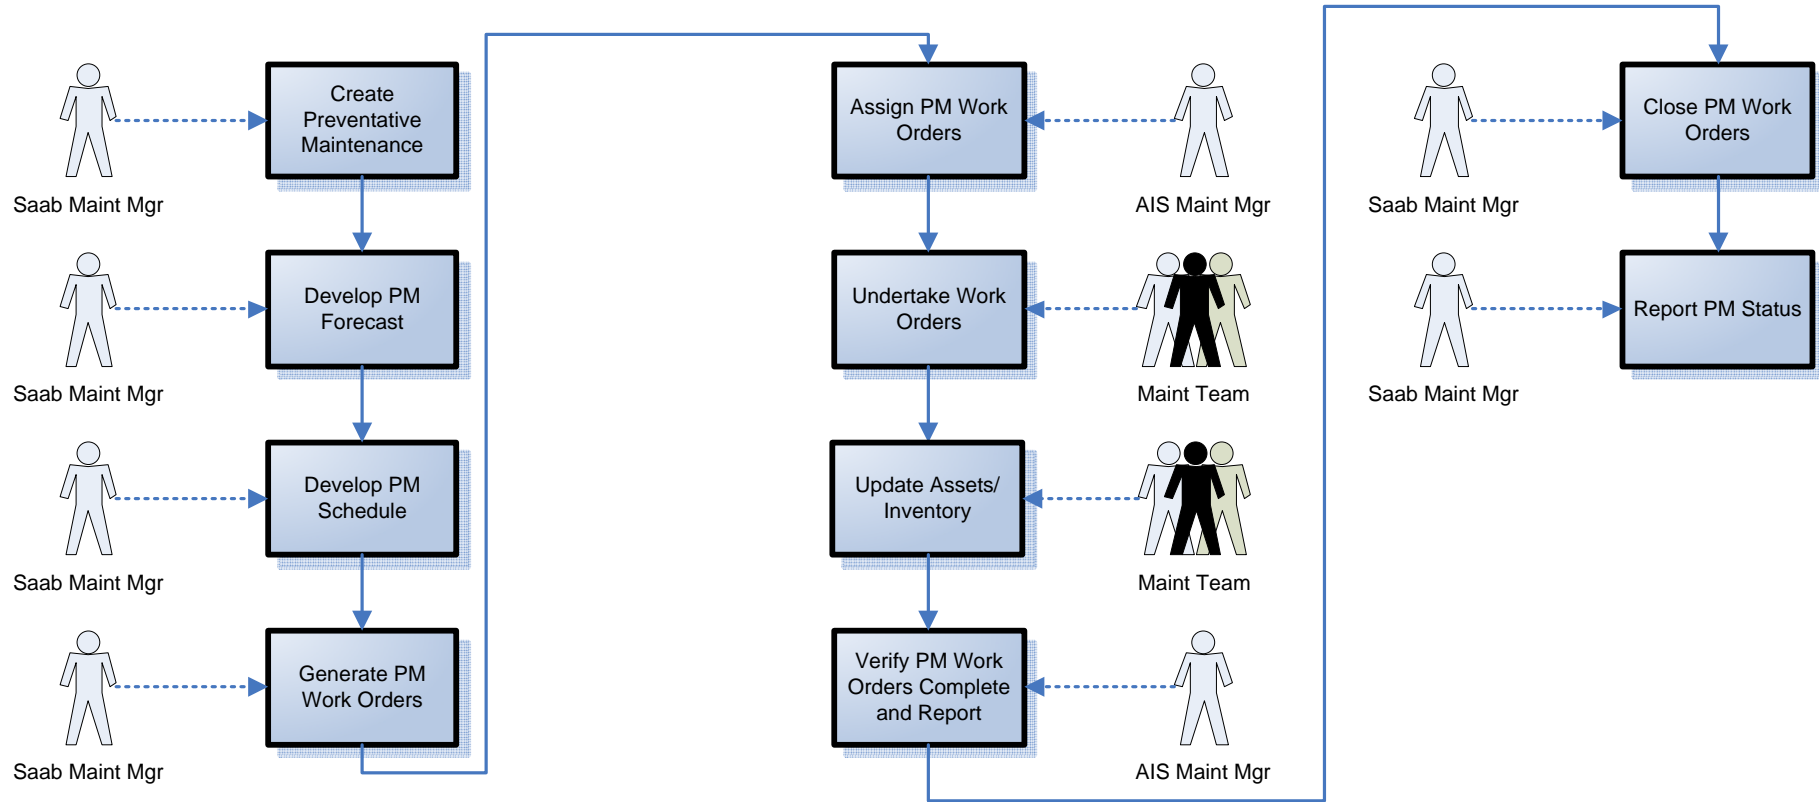 Create
Preventative
Maintenance
Saab Maint Mgr
Develop PM
Forecast
Saab Maint Mgr
Develop PM
Schedule
Saab Maint Mgr
Generate PM
Work Orders
Saab Maint Mgr
Assign PM Work
Orders
AIS Maint Mgr
Undertake Work
Orders
Maint Team
Update Assets/
Inventory
Maint Team
Verify PM Work
Orders Complete
and Report
AIS Maint Mgr
Close PM Work
Orders
Saab Maint Mgr
Report PM Status
Saab Maint Mgr